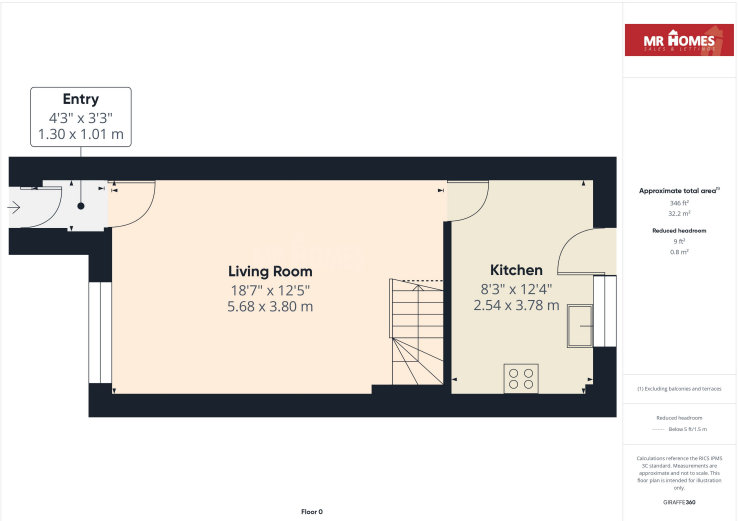 MR HOMES
SALES & LETTINGS
Entry
4'3" x 3'3"
1.30 x 1.01 m
Living Room
18'7" x 12'5"
5.68 x 3.80 m
Kitchen
8'3" x 12'4"
2.54 x 3.78 m
Floor 0
Approximate total area(1)
346 ft²
32.2 m²
Reduced headroom
9 ft²
0.8 m²
(1) Excluding balconies and terraces
Reduced headroom
Below 5 ft/1.5 m
Calculations reference the RICS IPMS
3C standard. Measurements are
approximate and not to scale. This
floor plan is intended for illustration
only.
GIRAFFE360